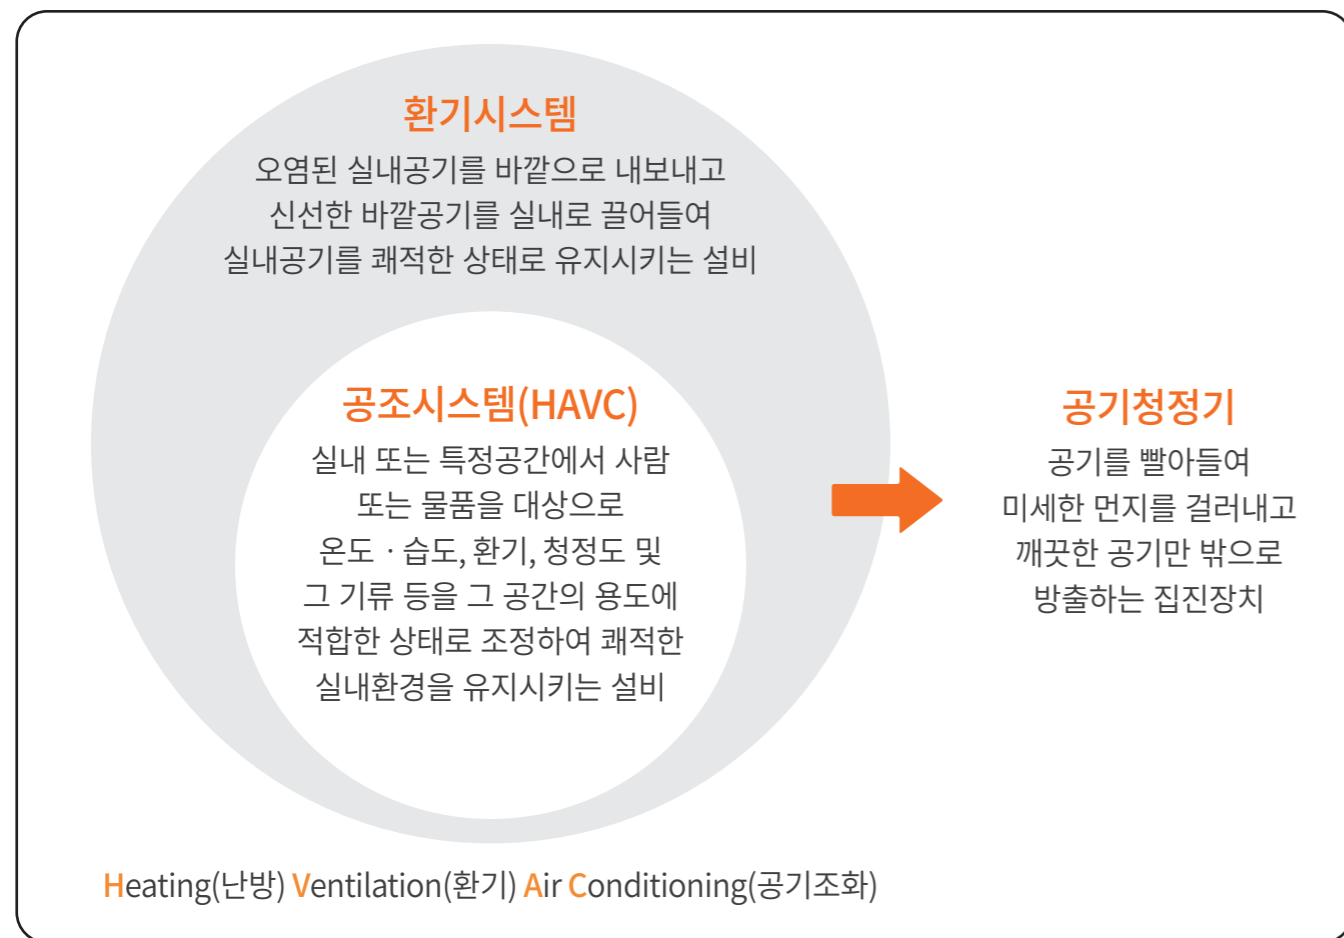 환기시스템
오염된 실내공기를 바깥으로 내보내고
신선한 바깥공기를 실내로 끌어들여
실내공기를 쾌적한 상태로 유지시키는 설비
공조시스템(HAVC)
실내 또는 특정공간에서 사람
또는 물품을 대상으로
온도 · 습도, 환기, 청정도 및
그 기류 등을 그 공간의 용도에
적합한 상태로 조정하여 쾌적한
실내환경을 유지시키는 설비
공기청정기
공기를 빨아들여
미세한 먼지를 걸러내고
깨끗한 공기만 밖으로
방출하는 집진장치
Heating(난방) Ventilation(환기) Air Conditioning(공기조화)